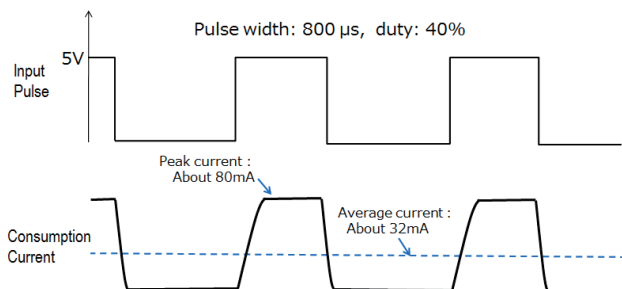 Pulse width: 800 µs, duty: 40%
5V
Input
Pulse
Peak current :
About 80mA
Average current :
About 32mA
Consumption
Current